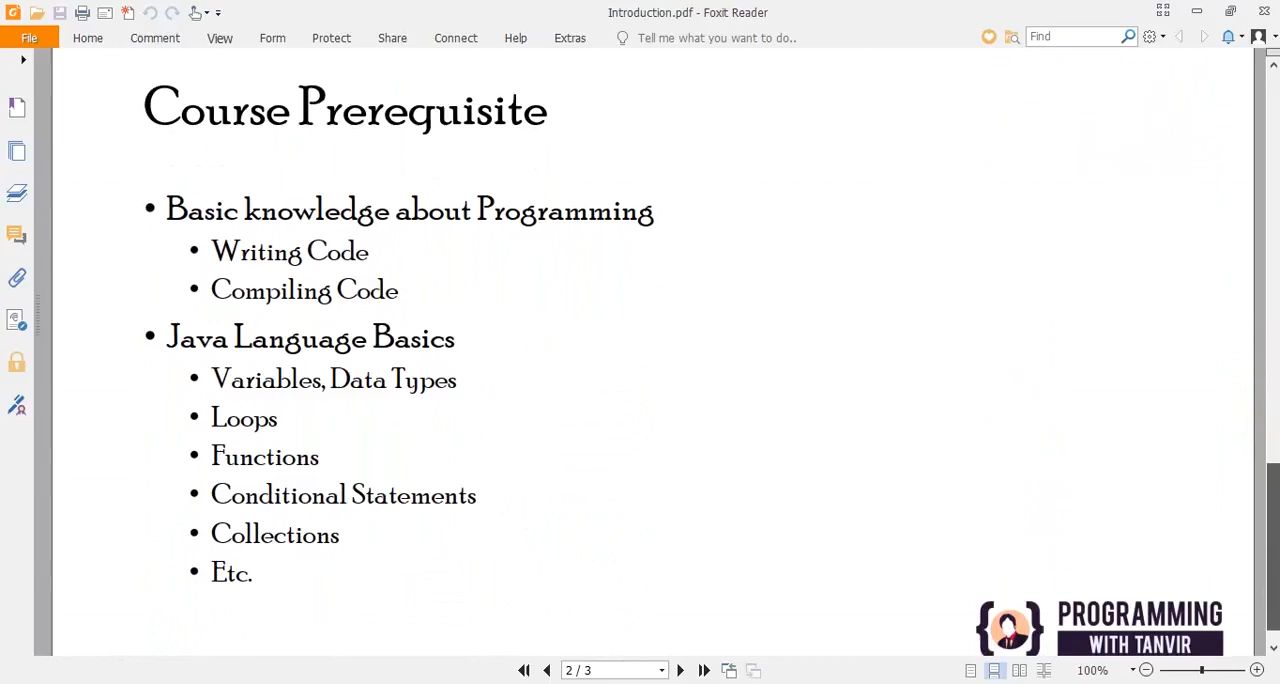 Introduction.pdf - Foxit Reader
File Home Comment View Form Protect Share Connect Help Extras Tell me what you want to do.. Find
Course Prerequisite
• Basic knowledge about Programming
• Writing Code
• Compiling Code
• Java Language Basics
• Variables, Data Types
• Loops
• Functions
• Conditional Statements
• Collections
• Etc.
PROGRAMMING
WITH TANVIR
2 / 3 100%